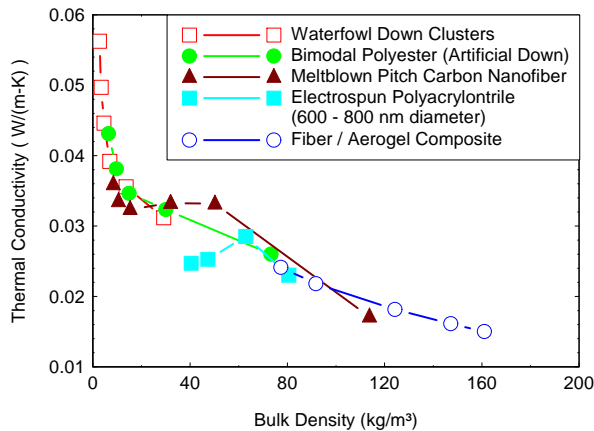 0.06
0.05
0.04
0.03
0.02
0.01
0
40
80
120
160
200
Thermal Conductivity ( W/(m-K) )
Bulk Density (kg/m³)
Waterfowl Down Clusters
Bimodal Polyester (Artificial Down)
Meltblown Pitch Carbon Nanofiber
Electrospun Polyacrylontrile
(600 - 800 nm diameter)
Fiber / Aerogel Composite